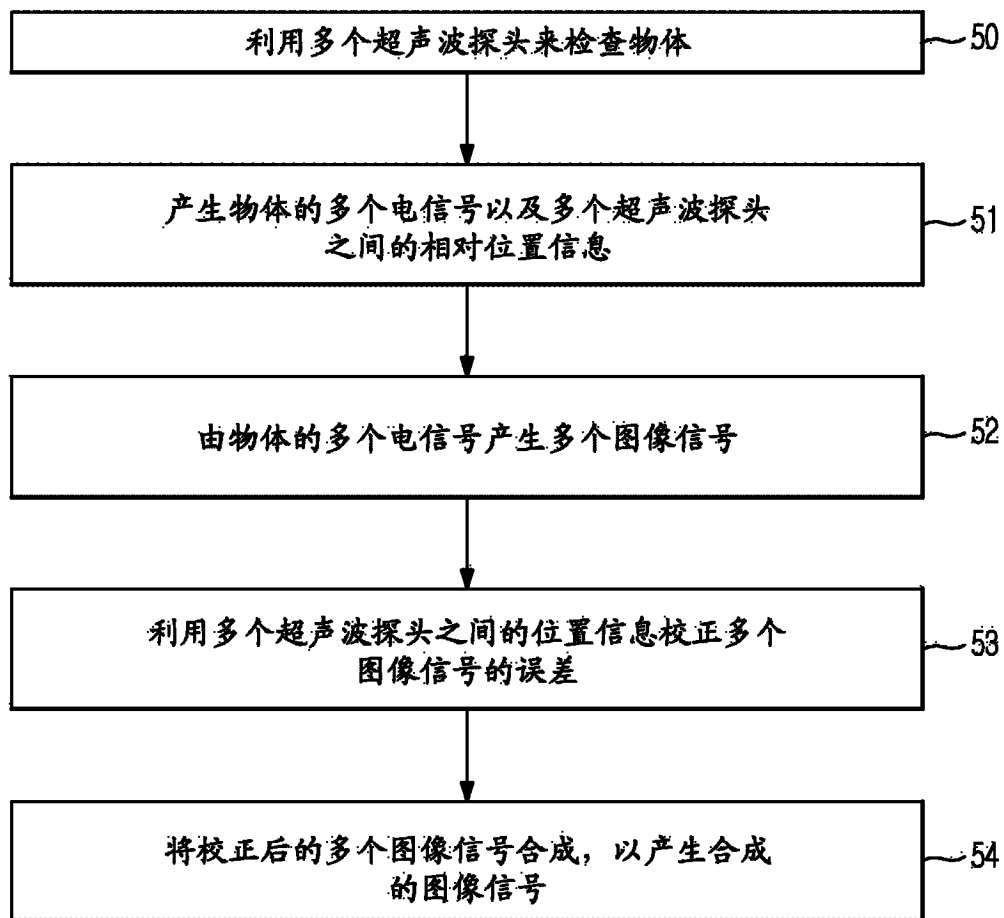 利用多个超声波探头来检查物体
50
产生物体的多个电信号以及多个超声波探头
之间的相对位置信息
51
由物体的多个电信号产生多个图像信号
52
利用多个超声波探头之间的位置信息校正多个
图像信号的误差
53
将校正后的多个图像信号合成，以产生合成
的图像信号
54